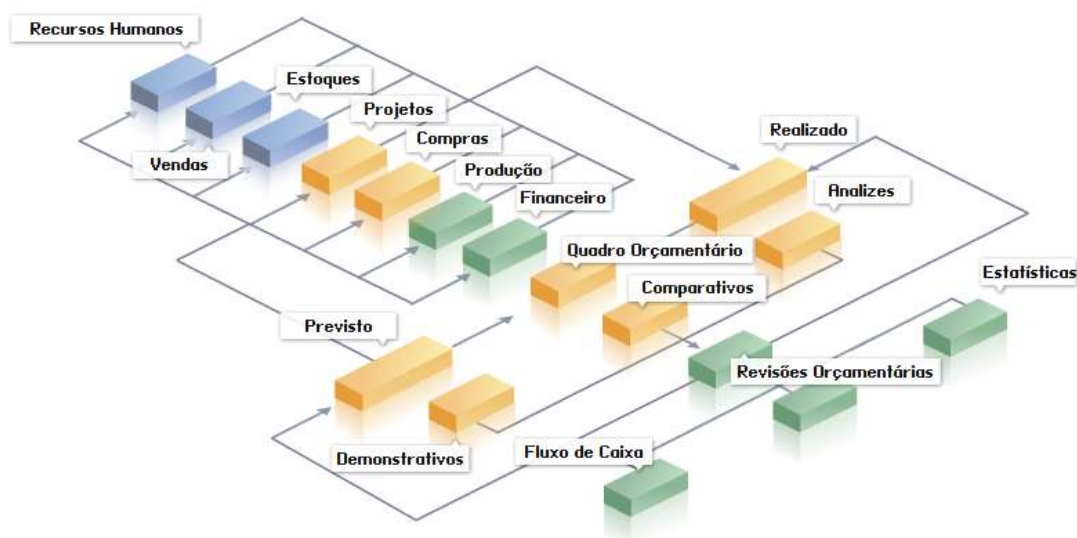 Recursos Humanos
Estoques
Projetos
Compras
Vendas
Produção
Financeiro
Realizado
Analizes
Quadro Orçamentário
Comparativos
Estatísticas
Previsto
Revisões Orçamentárias
Demonstrativos
Fluxo de Caixa